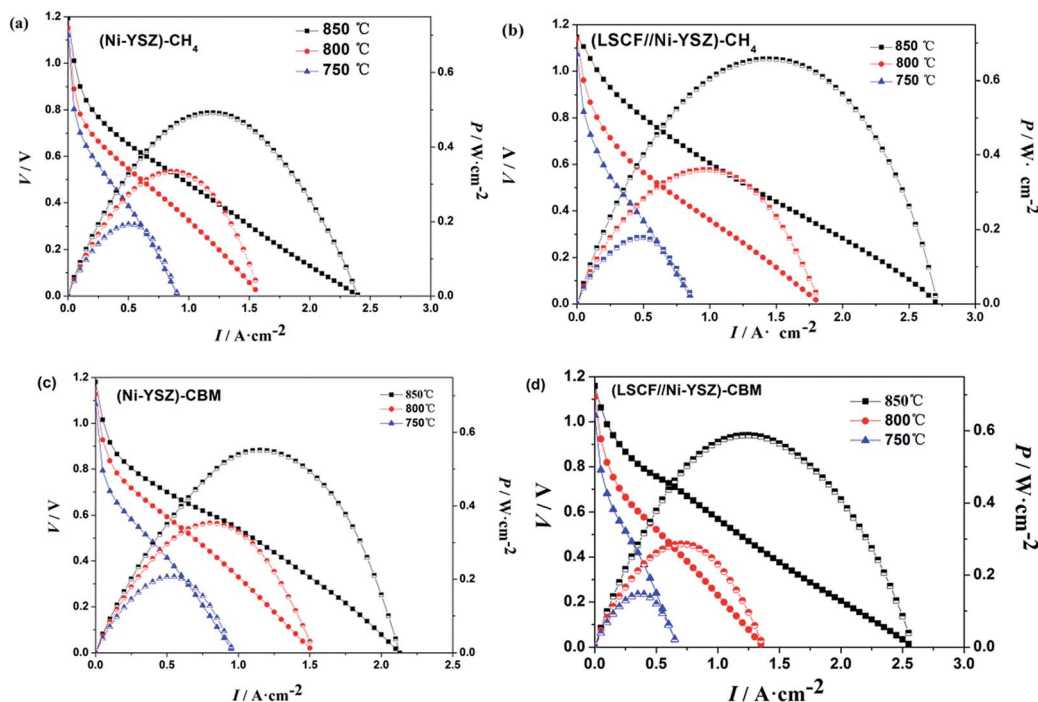 (a)
(Ni-YSZ)-CH4
850 ℃
800 ℃
750 ℃
1.2
1.0
0.8
0.6
0.4
0.2
0.0
V / V
0.6
0.4
0.2
0.0
P / W·cm-2
0.0 0.5 1.0 1.5 2.0 2.5 3.0
I / A·cm-2
(b)
(LSCF//Ni-YSZ)-CH4
850 ℃
800 ℃
750 ℃
1.2
1.0
0.8
0.6
0.4
0.2
0.0
V / V
0.6
0.4
0.2
0.0
P / W· cm-2
0.0 0.5 1.0 1.5 2.0 2.5 3.0
I / A· cm-2
(c)
(Ni-YSZ)-CBM
850℃
800℃
750℃
1.2
1.0
0.8
0.6
0.4
0.2
0.0
V / V
0.6
0.4
0.2
0.0
P / W·cm-2
0.0 0.5 1.0 1.5 2.0 2.5
I / A·cm-2
(d)
(LSCF//Ni-YSZ)-CBM
850℃
800℃
750℃
1.2
1.0
0.8
0.6
0.4
0.2
0.0
V / V
0.6
0.4
0.2
0.0
P / W·cm-2
0.0 0.5 1.0 1.5 2.0 2.5 3.0
I / A·cm-2